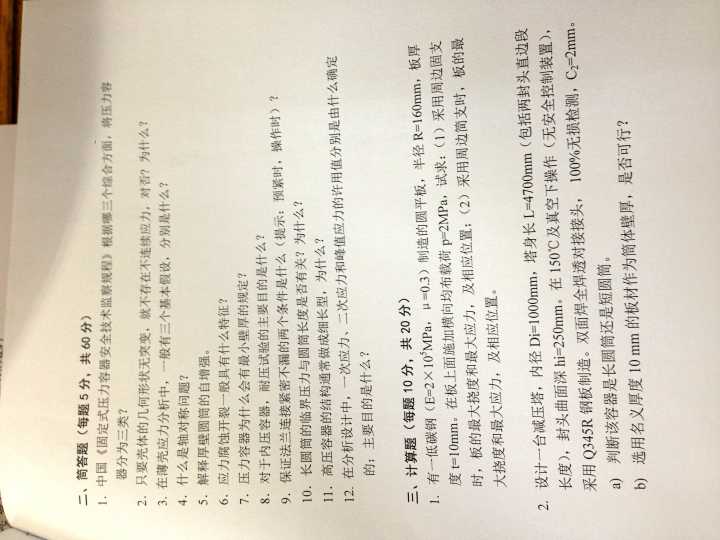 二、简答题（每题 5 分，共 60 分）
1. 中国《固定式压力容器安全技术监察规程》根据哪三个综合方面，将压力容
器分为三类？
2. 只要壳体的几何形状无突变，就不存在不连续应力，对否？为什么？
3. 在薄壳应力分析中，一般有三个基本假设，分别是什么？
4. 什么是轴对称问题？
5. 解释厚壁圆筒的自增强。
6. 应力腐蚀开裂一般具有什么特征？
7. 压力容器为什么会有最小壁厚的规定？
8. 对于内压容器，耐压试验的主要目的是什么？
9. 保证法兰连接紧密不漏的两个条件是什么（提示：预紧时，操作时）？
10. 长圆筒的临界压力与圆筒长度是否有关？为什么？
11. 高压容器的结构通常做成细长型，为什么？
12. 在分析设计中，一次应力、二次应力和峰值应力的许用值分别是由什么确定
的；主要目的是什么？
三、计算题（每题 10 分，共 20 分）
1. 有一低碳钢（E=2×10⁵MPa，μ=0.3）制造的圆平板，半径 R=160mm，板厚
度 t=10mm，在板上面施加横向均布载荷 p=2MPa，试求：（1）采用周边固支
时，板的最大挠度和最大应力，及相应位置；（2）采用周边简支时，板的最
大挠度和最大应力，及相应位置。
2. 设计一台减压塔，内径 Di=1000mm，塔身长 L=4700mm（包括两封头直边段
长度），封头曲面深 hi=250mm。在 150℃及真空下操作（无安全控制装置），
采用 Q345R 钢板制造。双面焊全焊透对接接头， 100%无损检测，C₂=2mm。
a) 判断该容器是长圆筒还是短圆筒。
b) 选用名义厚度 10 mm 的板材作为筒体壁厚，是否可行？